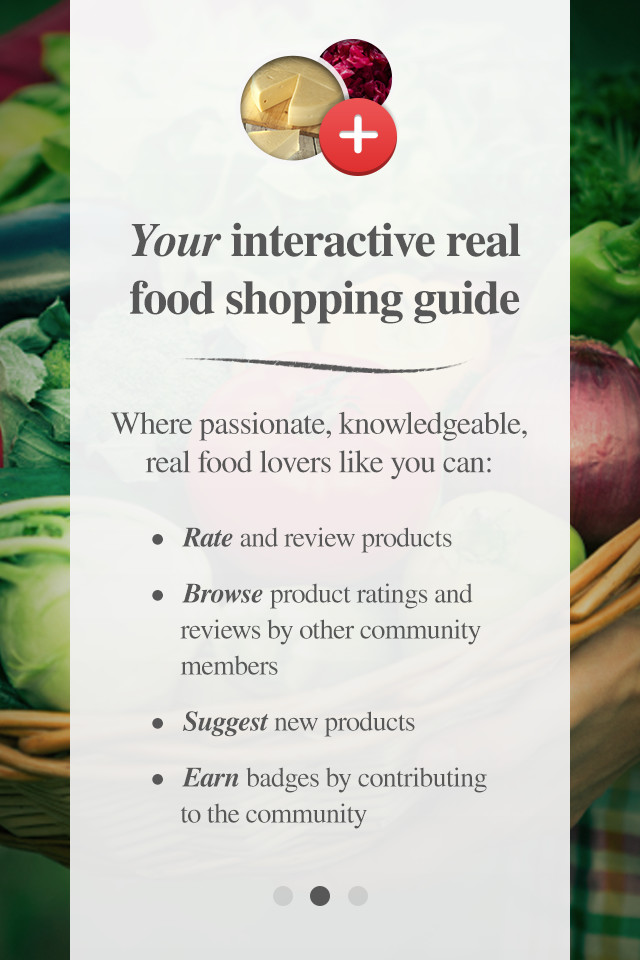 Your interactive real
food shopping guide
Where passionate, knowledgeable,
real food lovers like you can:
• Rate and review products
• Browse product ratings and
reviews by other community
members
• Suggest new products
• Earn badges by contributing
to the community